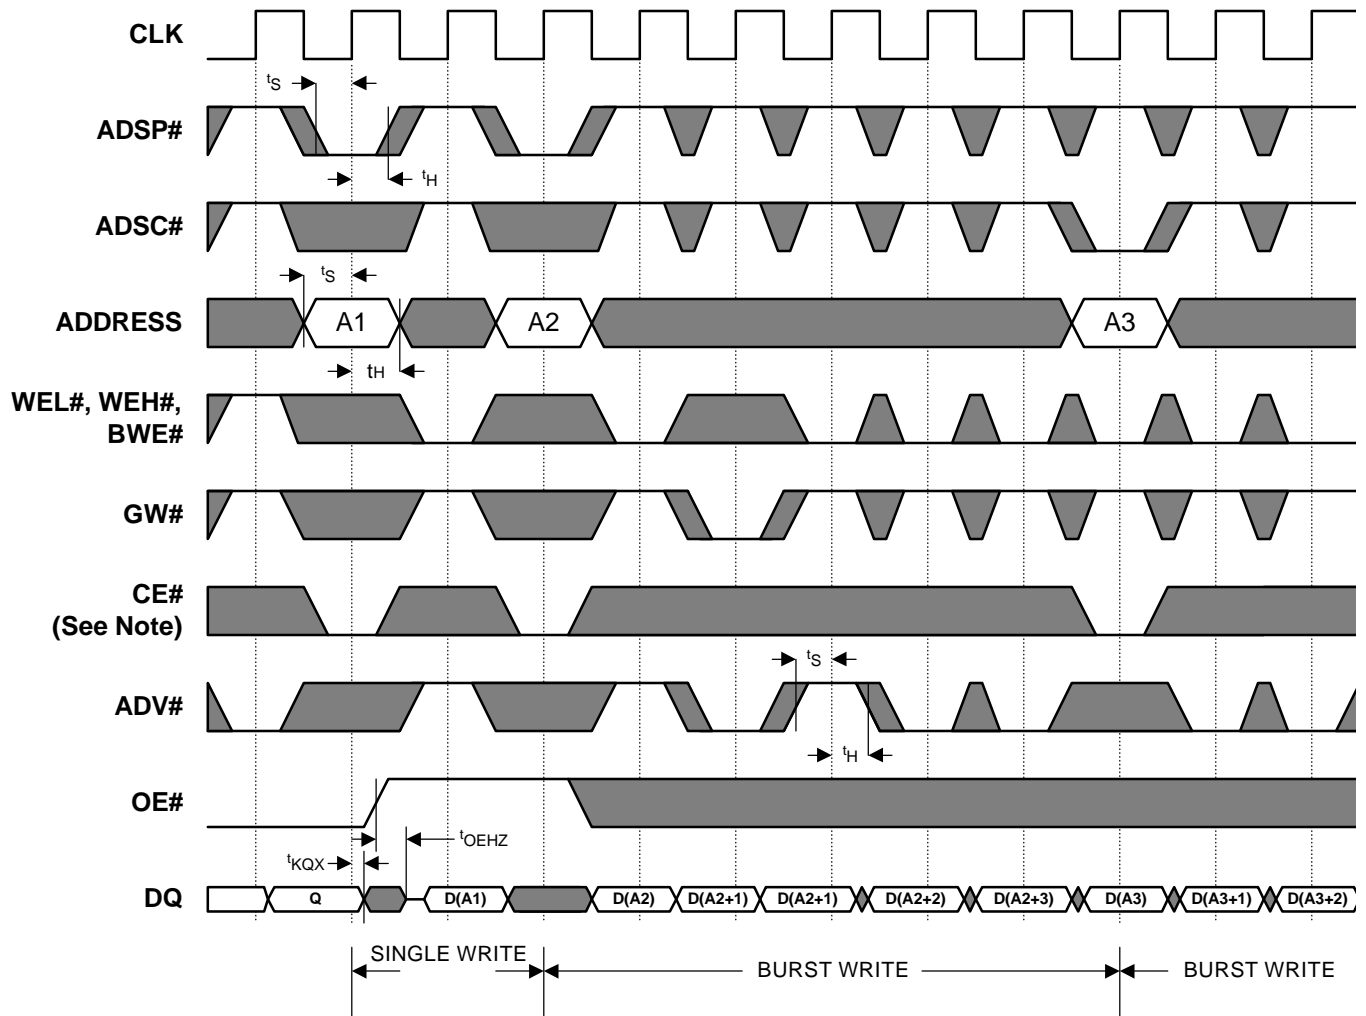 CLK
tS
ADSP#
tH
ADSC#
tS
ADDRESS A1 A2 A3
tH
WEL#, WEH#,
BWE#
GW#
CE#
(See Note)
tS
ADV#
tH
OE#
tOEHZ
tKQX
DQ Q D(A1) D(A2) D(A2+1) D(A2+1) D(A2+2) D(A2+3) D(A3) D(A3+1) D(A3+2)
SINGLE WRITE BURST WRITE BURST WRITE